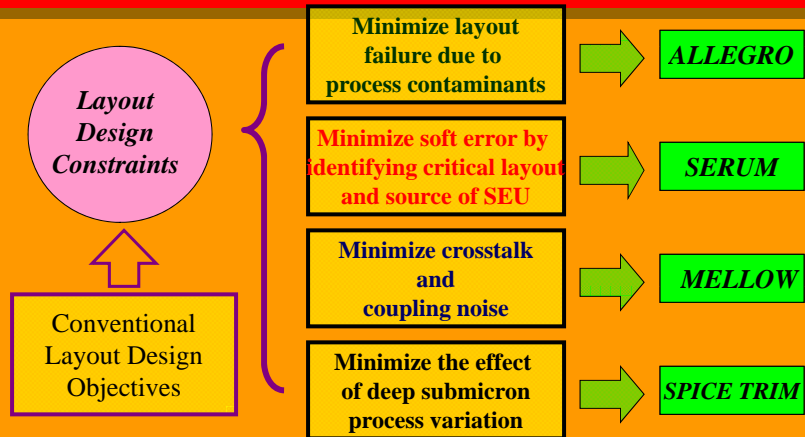 Layout
Design
Constraints
Conventional
Layout Design
Objectives
Minimize layout
failure due to
process contaminants
ALLEGRO
Minimize soft error by
identifying critical layout
and source of SEU
SERUM
Minimize crosstalk
and
coupling noise
MELLOW
Minimize the effect
of deep submicron
process variation
SPICE TRIM